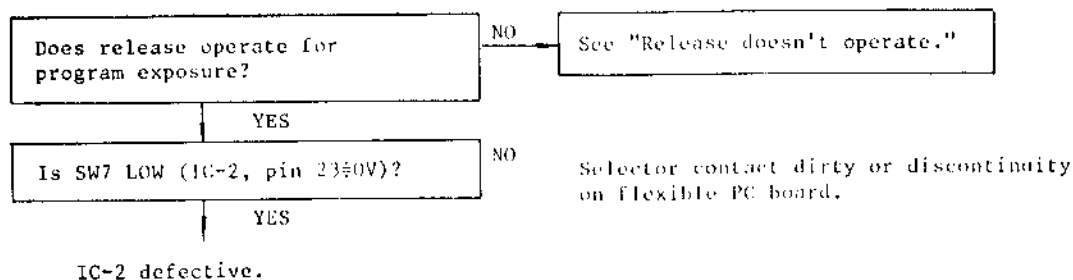 Does release operate for
program exposure?
NO
See "Release doesn't operate."
YES
Is SW7 LOW (IC-2, pin 23≑0V)?
NO
Selector contact dirty or discontinuity
on flexible PC board.
YES
IC-2 defective.